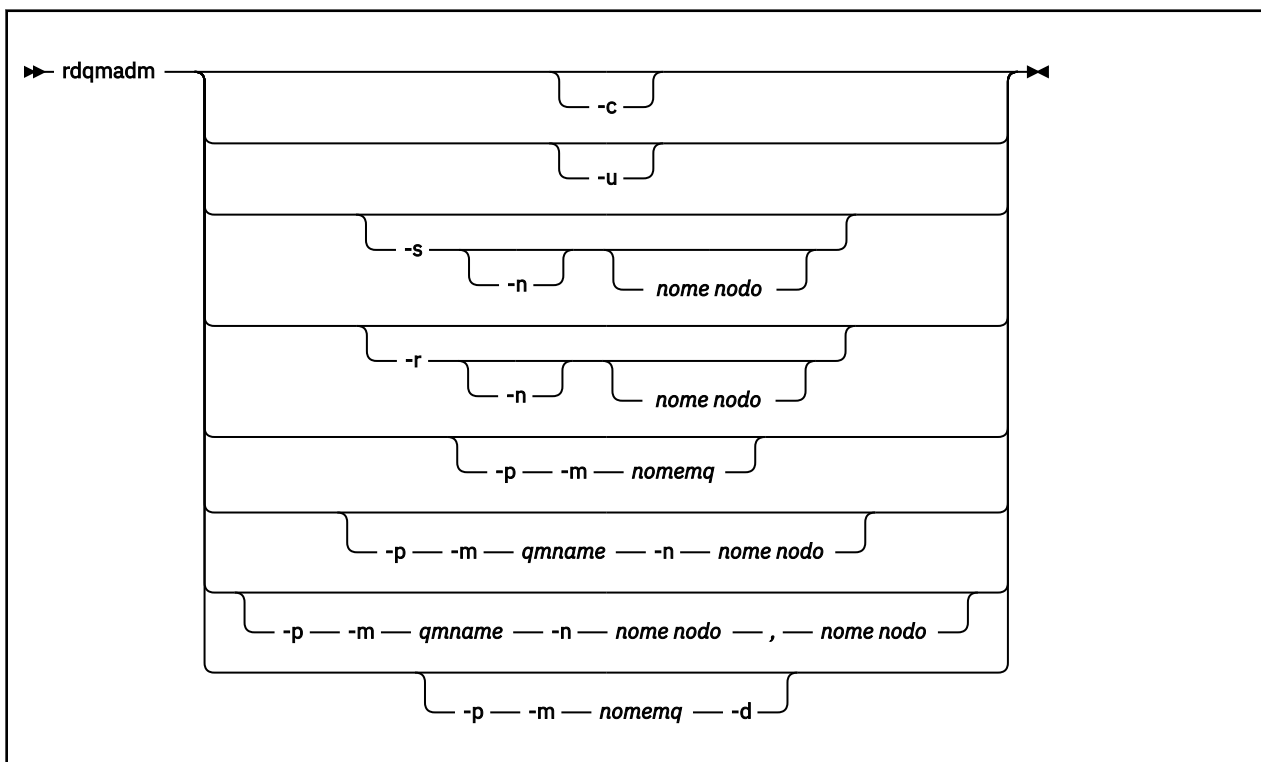 rdqmadm
-c
-u
-s
-n nome nodo
-r
-n nome nodo
-p -m nomemq
-p -m qmname -n nome nodo
-p -m qmname -n nome nodo , nome nodo
-p -m nomemq -d